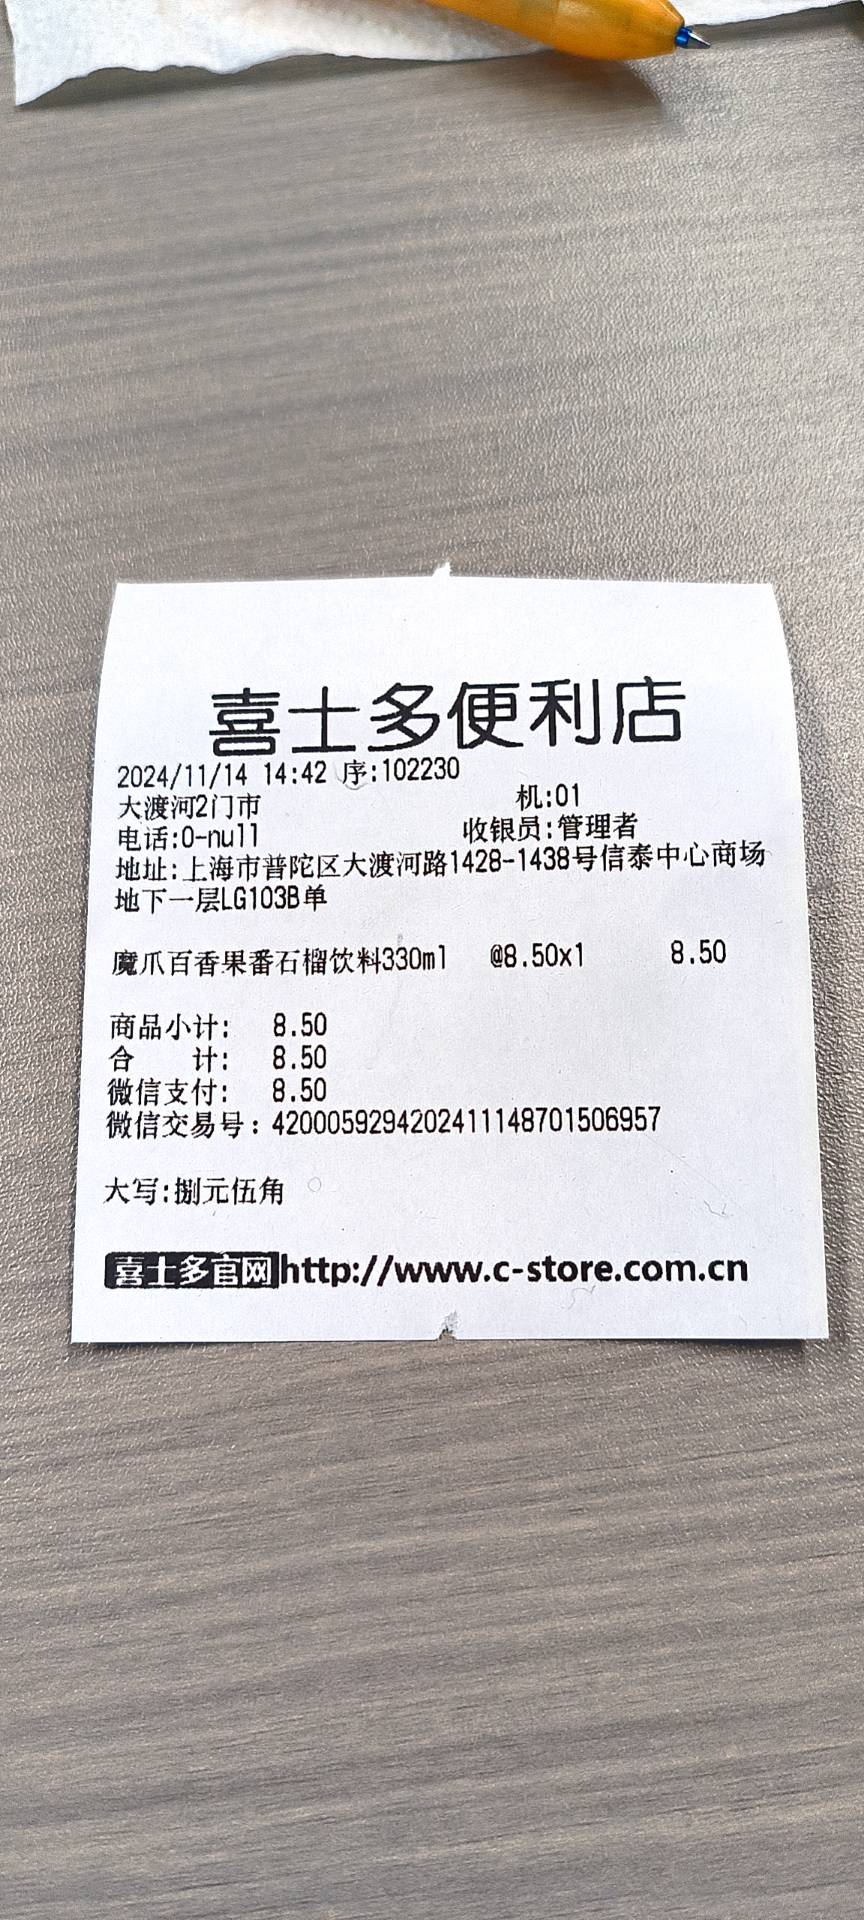 喜士多便利店
2024/11/14 14:42 序:102230
大渡河2门市 机:01
电话:0-null 收银员:管理者
地址:上海市普陀区大渡河路1428-1438号信泰中心商场
地下一层LG103B单
魔爪百香果番石榴饮料330ml @8.50x1 8.50
商品小计: 8.50
合 计: 8.50
微信支付: 8.50
微信交易号:4200059294202411148701506957
大写:捌元伍角
喜士多官网http://www.c-store.com.cn